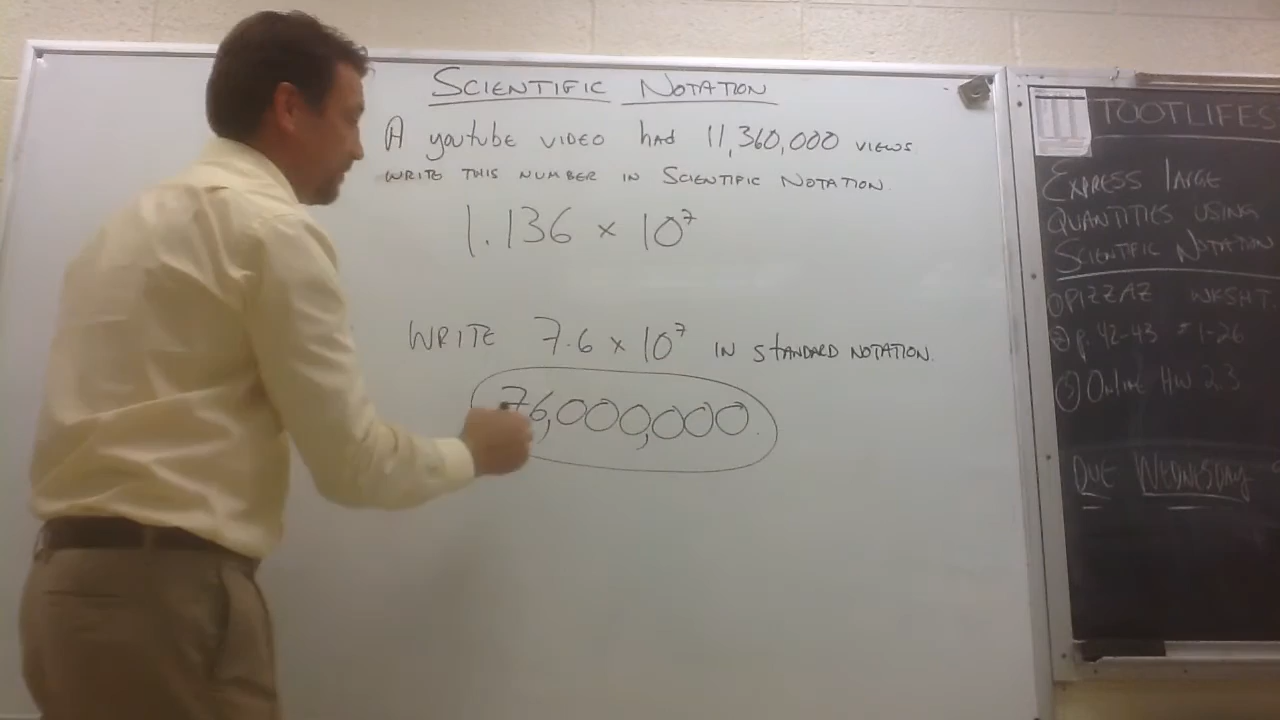 SCIENTIFIC NOTATION
A youtube VIDEO had 11,360,000 VIEWS.
WRITE THIS NUMBER IN SCIENTIFIC NOTATION.
1.136 × 10⁷
WRITE 7.6 × 10⁷ IN STANDARD NOTATION.
76,000,000.
TOOTLIFES
EXPRESS LARGE
QUANTITIES USING
SCIENTIFIC NOTATION
① PIZZAZ WKSHT.
② p. 42-43 # 1-26
③ Online HW 2.3
DUE WEDNESDAY